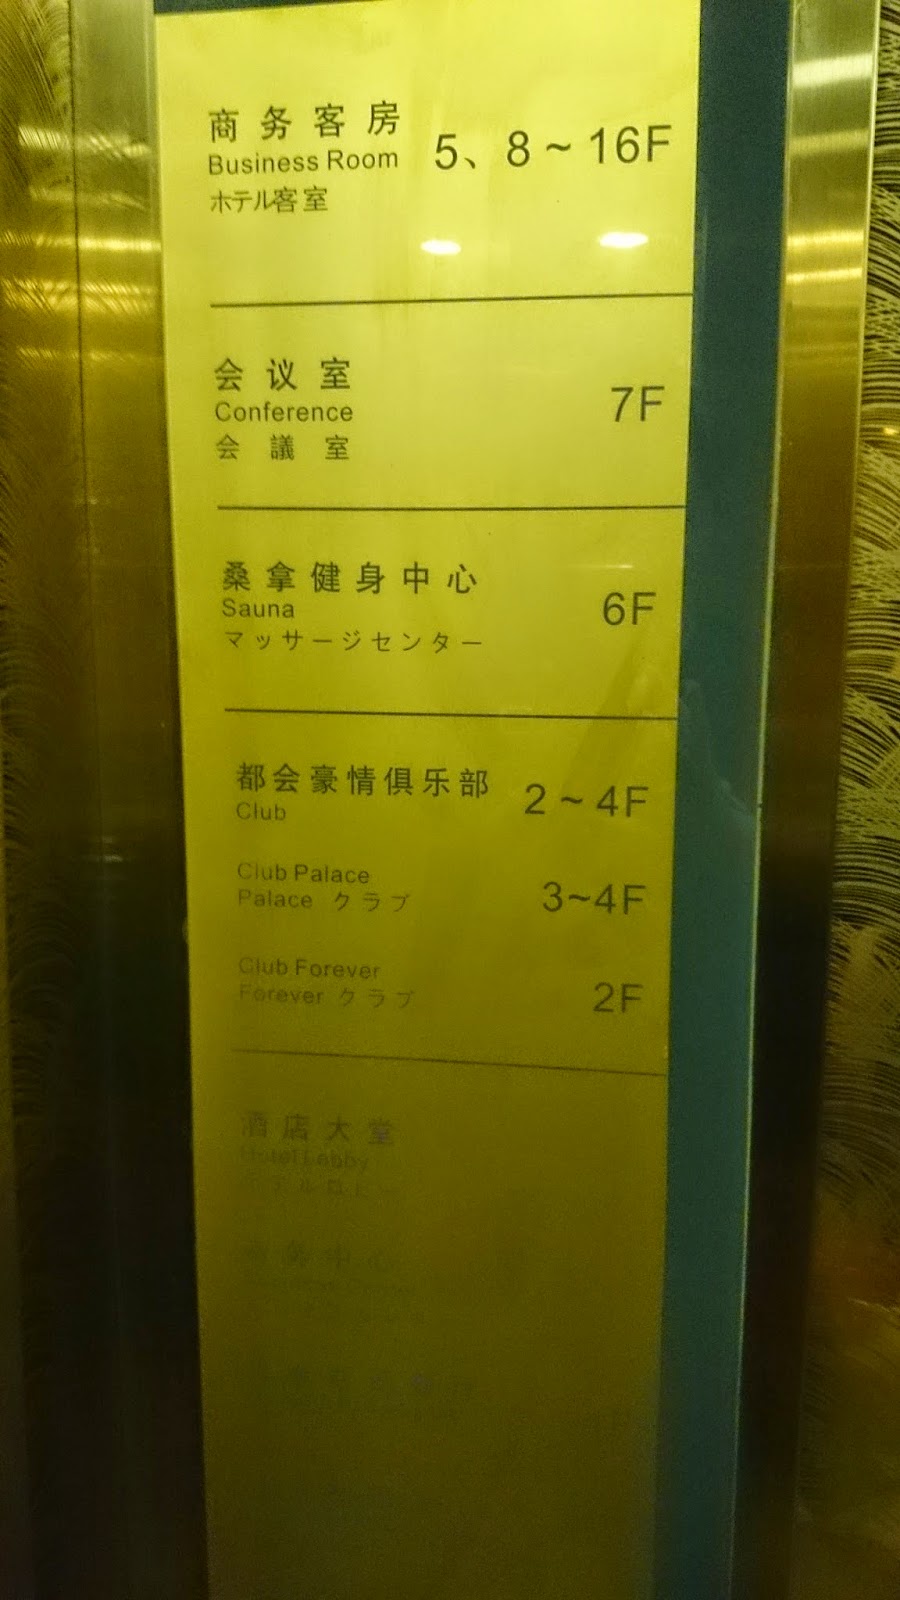 商务客房
Business Room
ホテル客室
5、8~16F
会议室
Conference
会議室
7F
桑拿健身中心
Sauna
マッサージセンター
6F
都会豪情俱乐部
Club
2~4F
Club Palace
Palace クラブ
3~4F
Club Forever
Forever クラブ
2F
酒店大堂
Hotel Lobby